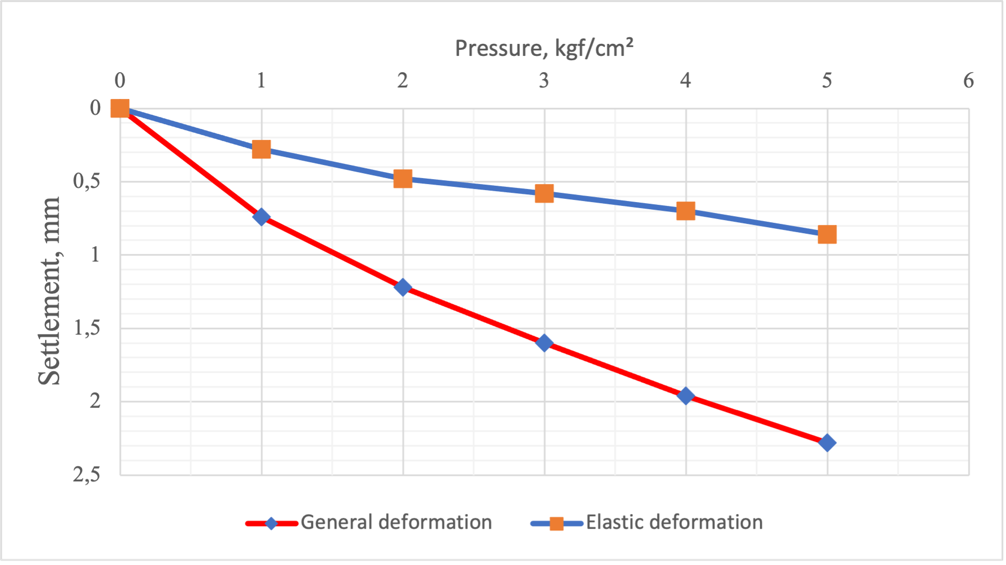 Pressure, kgf/cm²
0 1 2 3 4 5 6
0
0,5
1
1,5
2
2,5
Settlement, mm
General deformation Elastic deformation